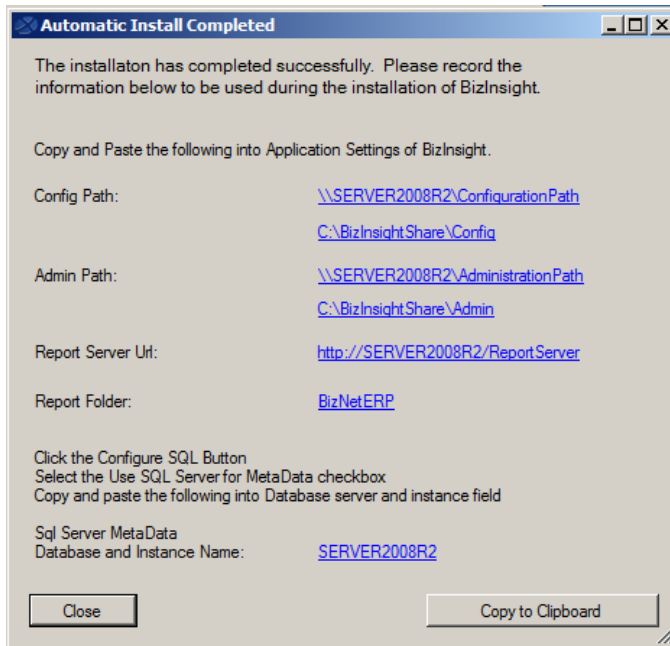 Automatic Install Completed
The installaton has completed successfully. Please record the
information below to be used during the installation of BizInsight.
Copy and Paste the following into Application Settings of BizInsight.
Config Path: \\SERVER2008R2\ConfigurationPath
C:\BizInsightShare\Config
Admin Path: \\SERVER2008R2\AdministrationPath
C:\BizInsightShare\Admin
Report Server Url: http://SERVER2008R2/ReportServer
Report Folder: BizNetERP
Click the Configure SQL Button
Select the Use SQL Server for MetaData checkbox
Copy and paste the following into Database server and instance field
Sql Server MetaData
Database and Instance Name: SERVER2008R2
Close Copy to Clipboard